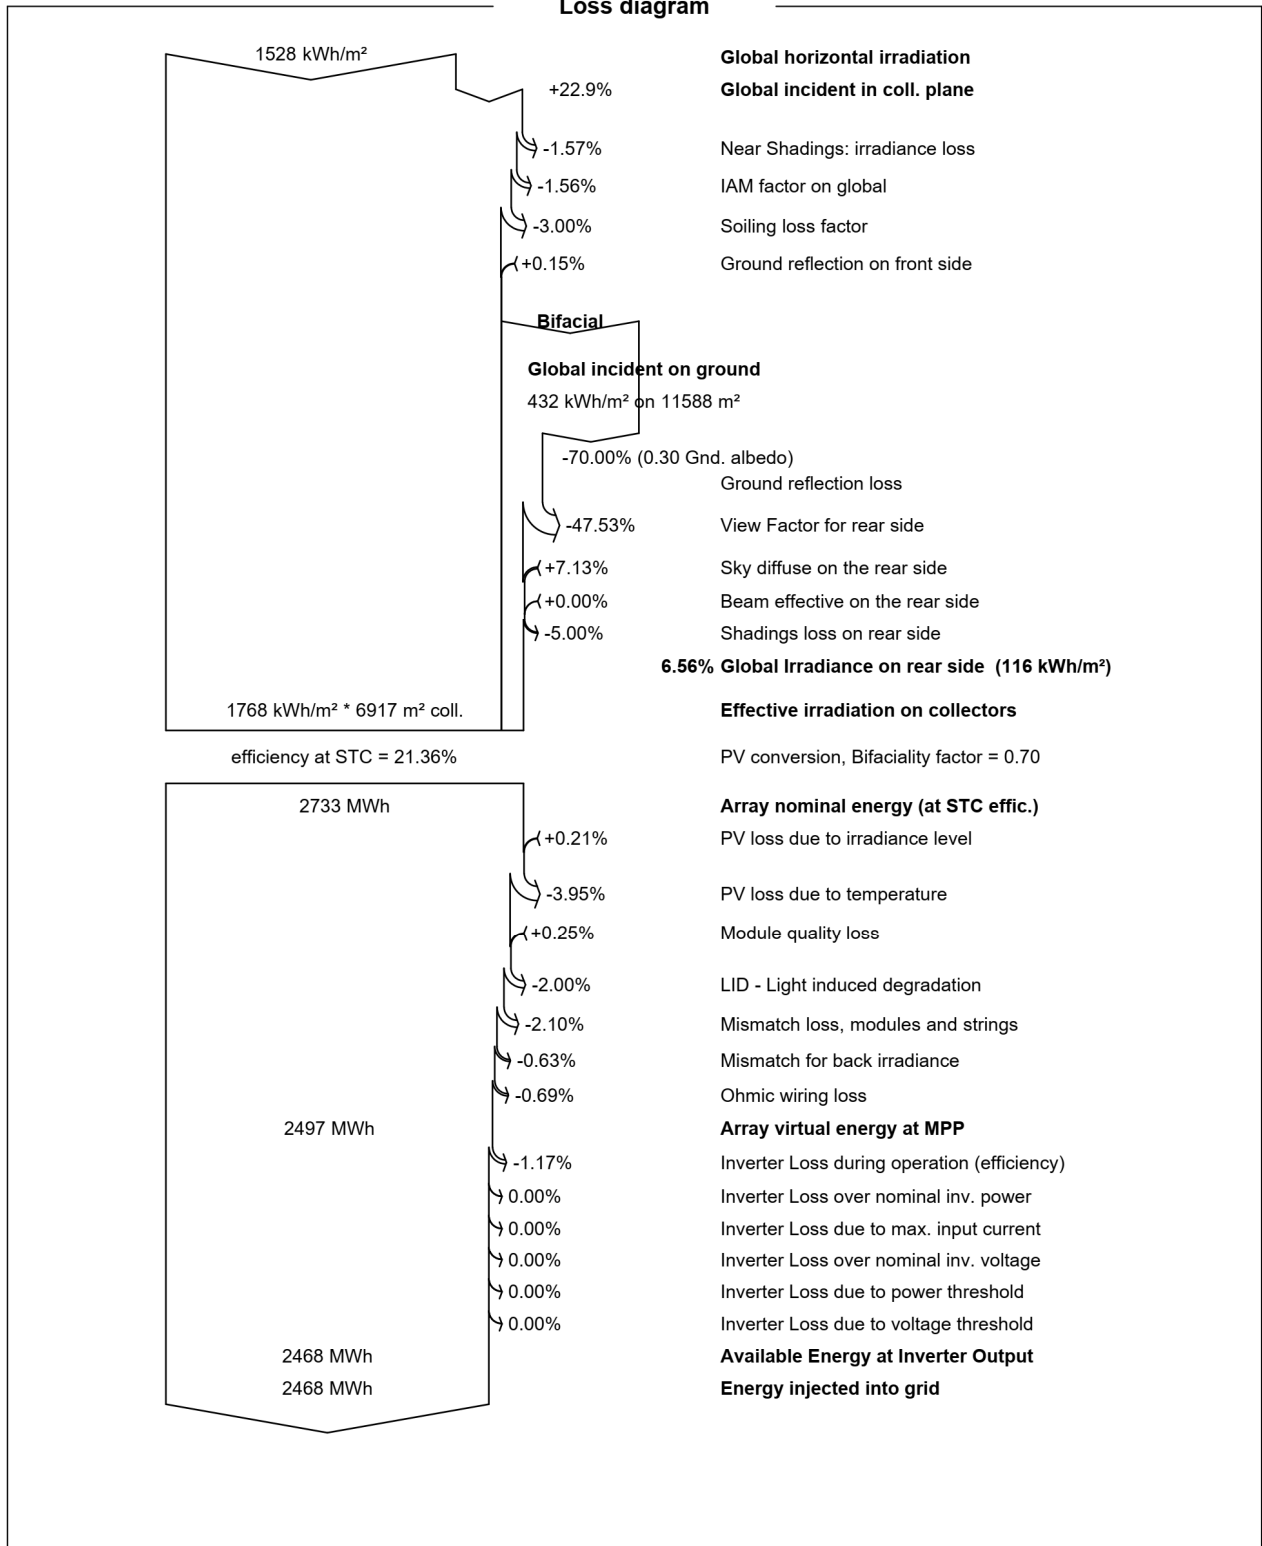 Loss diagram
1528 kWh/m² Global horizontal irradiation
+22.9% Global incident in coll. plane
-1.57% Near Shadings: irradiance loss
-1.56% IAM factor on global
-3.00% Soiling loss factor
+0.15% Ground reflection on front side
Bifacial
Global incident on ground
432 kWh/m² on 11588 m²
-70.00% (0.30 Gnd. albedo)
Ground reflection loss
-47.53% View Factor for rear side
+7.13% Sky diffuse on the rear side
+0.00% Beam effective on the rear side
-5.00% Shadings loss on rear side
6.56% Global Irradiance on rear side (116 kWh/m²)
1768 kWh/m² * 6917 m² coll. Effective irradiation on collectors
efficiency at STC = 21.36% PV conversion, Bifaciality factor = 0.70
2733 MWh Array nominal energy (at STC effic.)
+0.21% PV loss due to irradiance level
-3.95% PV loss due to temperature
+0.25% Module quality loss
-2.00% LID - Light induced degradation
-2.10% Mismatch loss, modules and strings
-0.63% Mismatch for back irradiance
-0.69% Ohmic wiring loss
2497 MWh Array virtual energy at MPP
-1.17% Inverter Loss during operation (efficiency)
0.00% Inverter Loss over nominal inv. power
0.00% Inverter Loss due to max. input current
0.00% Inverter Loss over nominal inv. voltage
0.00% Inverter Loss due to power threshold
0.00% Inverter Loss due to voltage threshold
2468 MWh Available Energy at Inverter Output
2468 MWh Energy injected into grid